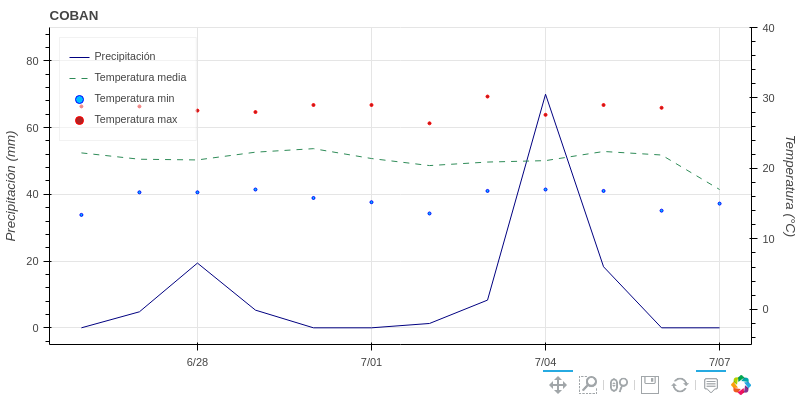 COBAN
Precipitación
Temperatura media
Temperatura min
Temperatura max
Precipitación (mm)
80
60
40
20
0
Temperatura (°C)
40
30
20
10
0
6/28
7/01
7/04
7/07